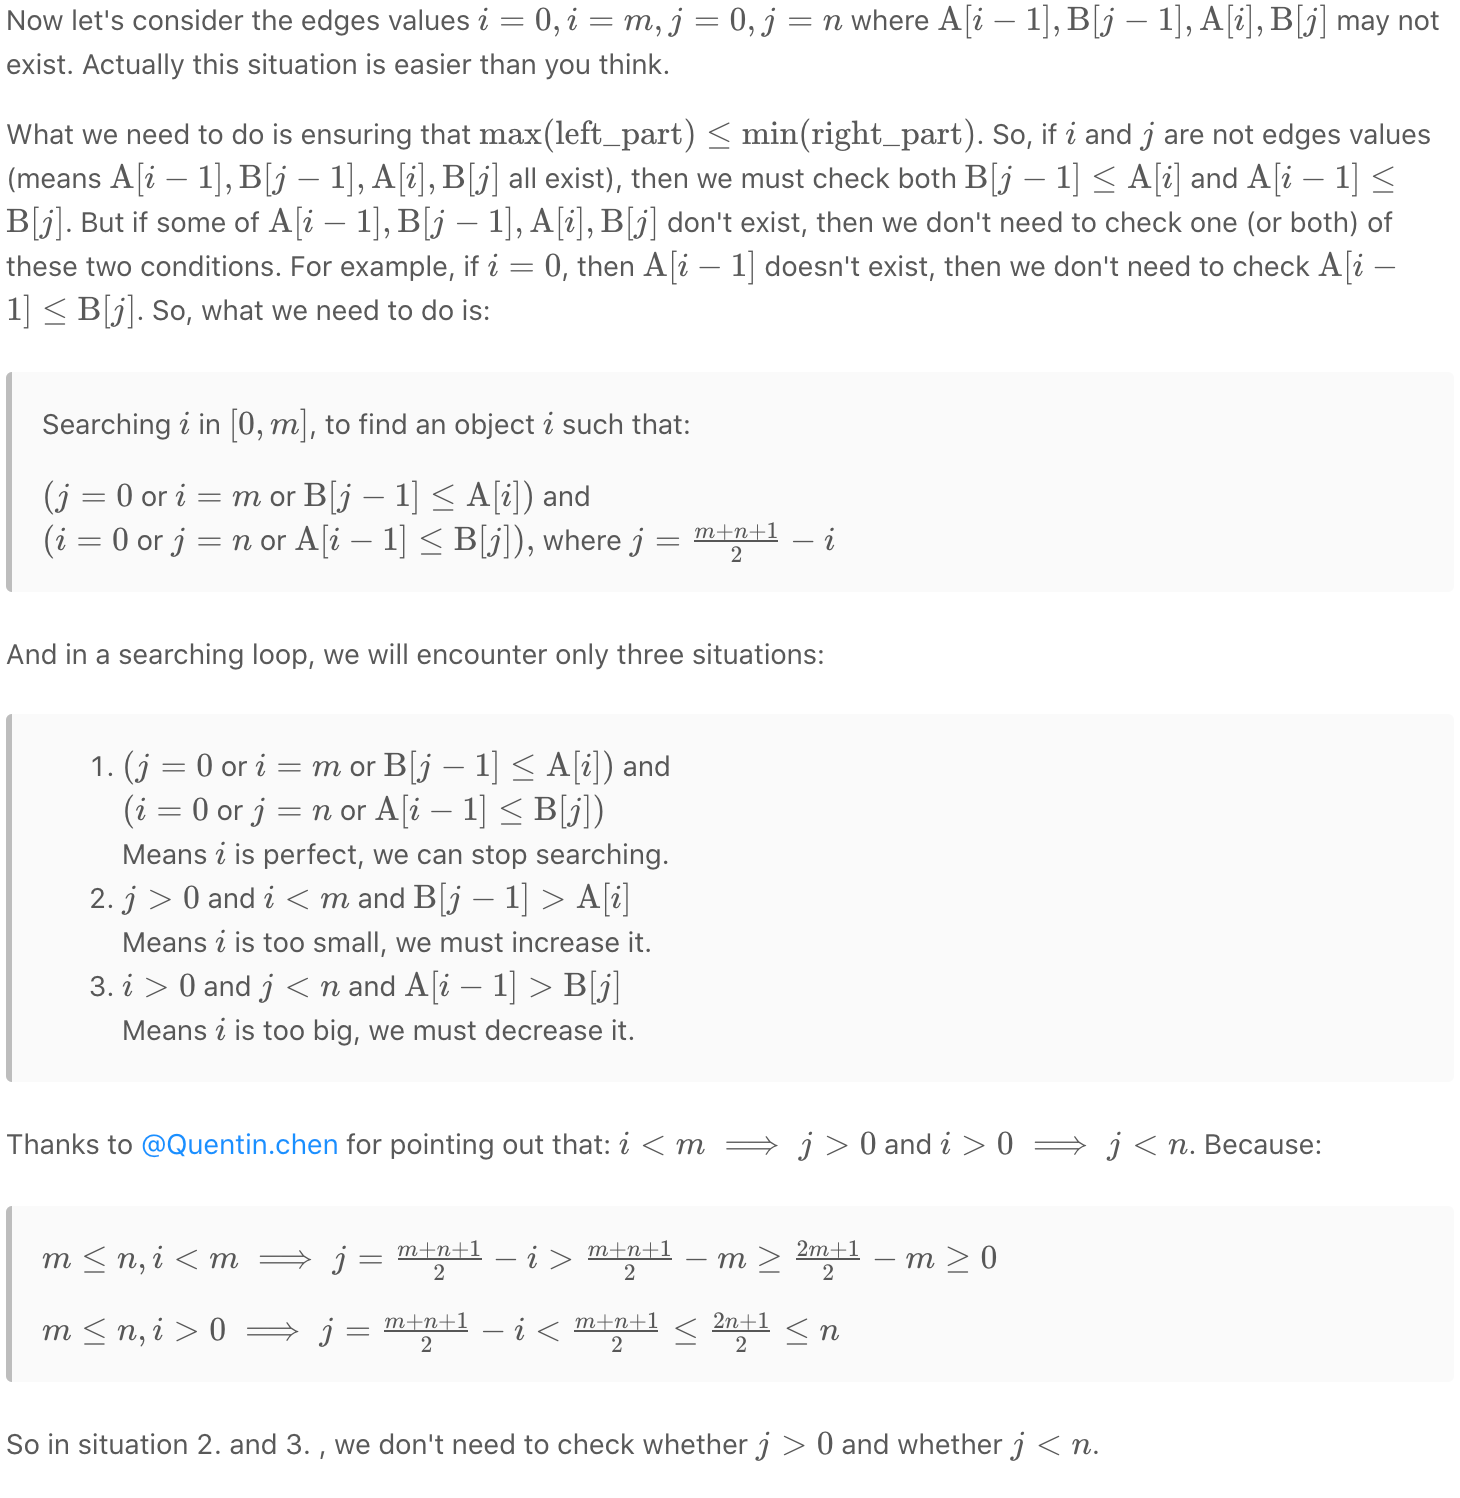 Now let's consider the edges values i = 0, i = m, j = 0, j = n where A[i − 1], B[j − 1], A[i], B[j] may not
exist. Actually this situation is easier than you think.
What we need to do is ensuring that max(left_part) ≤ min(right_part). So, if i and j are not edges values
(means A[i − 1], B[j − 1], A[i], B[j] all exist), then we must check both B[j − 1] ≤ A[i] and A[i − 1] ≤
B[j]. But if some of A[i − 1], B[j − 1], A[i], B[j] don't exist, then we don't need to check one (or both) of
these two conditions. For example, if i = 0, then A[i − 1] doesn't exist, then we don't need to check A[i −
1] ≤ B[j]. So, what we need to do is:
Searching i in [0, m], to find an object i such that:
(j = 0 or i = m or B[j − 1] ≤ A[i]) and
(i = 0 or j = n or A[i − 1] ≤ B[j]), where j = \frac{m+n+1}{2} − i
And in a searching loop, we will encounter only three situations:
1. (j = 0 or i = m or B[j − 1] ≤ A[i]) and
(i = 0 or j = n or A[i − 1] ≤ B[j])
Means i is perfect, we can stop searching.
2. j > 0 and i < m and B[j − 1] > A[i]
Means i is too small, we must increase it.
3. i > 0 and j < n and A[i − 1] > B[j]
Means i is too big, we must decrease it.
Thanks to @Quentin.chen for pointing out that: i < m ⟹ j > 0 and i > 0 ⟹ j < n. Because:
m ≤ n, i < m ⟹ j = \frac{m+n+1}{2} − i > \frac{m+n+1}{2} − m ≥ \frac{2m+1}{2} − m ≥ 0
m ≤ n, i > 0 ⟹ j = \frac{m+n+1}{2} − i < \frac{m+n+1}{2} ≤ \frac{2n+1}{2} ≤ n
So in situation 2. and 3. , we don't need to check whether j > 0 and whether j < n.